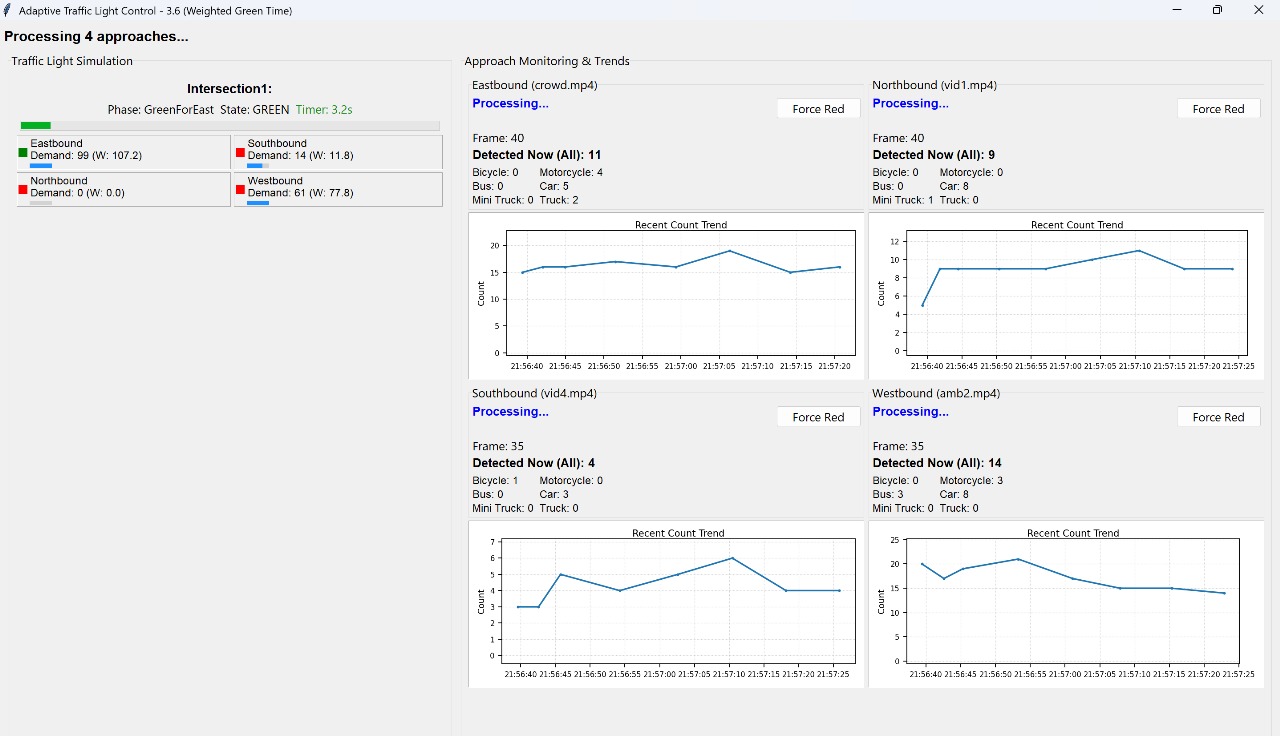 Adaptive Traffic Light Control - 3.6 (Weighted Green Time)
Processing 4 approaches...
Traffic Light Simulation
Intersection1:
Phase: GreenForEast State: GREEN Timer: 3.2s
Eastbound
Demand: 99 (W: 107.2)
Southbound
Demand: 14 (W: 11.8)
Northbound
Demand: 0 (W: 0.0)
Westbound
Demand: 61 (W: 77.8)
Approach Monitoring & Trends
Eastbound (crowd.mp4)
Processing...
Force Red
Frame: 40
Detected Now (All): 11
Bicycle: 0 Motorcycle: 4
Bus: 0 Car: 5
Mini Truck: 0 Truck: 2
Recent Count Trend
Count
20
15
10
5
0
21:56:40 21:56:45 21:56:50 21:56:55 21:57:00 21:57:05 21:57:10 21:57:15 21:57:20
Northbound (vid1.mp4)
Processing...
Force Red
Frame: 40
Detected Now (All): 9
Bicycle: 0 Motorcycle: 0
Bus: 0 Car: 8
Mini Truck: 1 Truck: 0
Recent Count Trend
Count
12
10
8
6
4
2
0
21:56:40 21:56:45 21:56:50 21:56:55 21:57:00 21:57:05 21:57:10 21:57:15 21:57:20 21:57:25
Southbound (vid4.mp4)
Processing...
Force Red
Frame: 35
Detected Now (All): 4
Bicycle: 1 Motorcycle: 0
Bus: 0 Car: 3
Mini Truck: 0 Truck: 0
Recent Count Trend
Count
7
6
5
4
3
2
1
0
21:56:40 21:56:45 21:56:50 21:56:55 21:57:00 21:57:05 21:57:10 21:57:15 21:57:20 21:57:25
Westbound (amb2.mp4)
Processing...
Force Red
Frame: 35
Detected Now (All): 14
Bicycle: 0 Motorcycle: 3
Bus: 3 Car: 8
Mini Truck: 0 Truck: 0
Recent Count Trend
Count
25
20
15
10
5
0
21:56:40 21:56:45 21:56:50 21:56:55 21:57:00 21:57:05 21:57:10 21:57:15 21:57:20 21:57:25